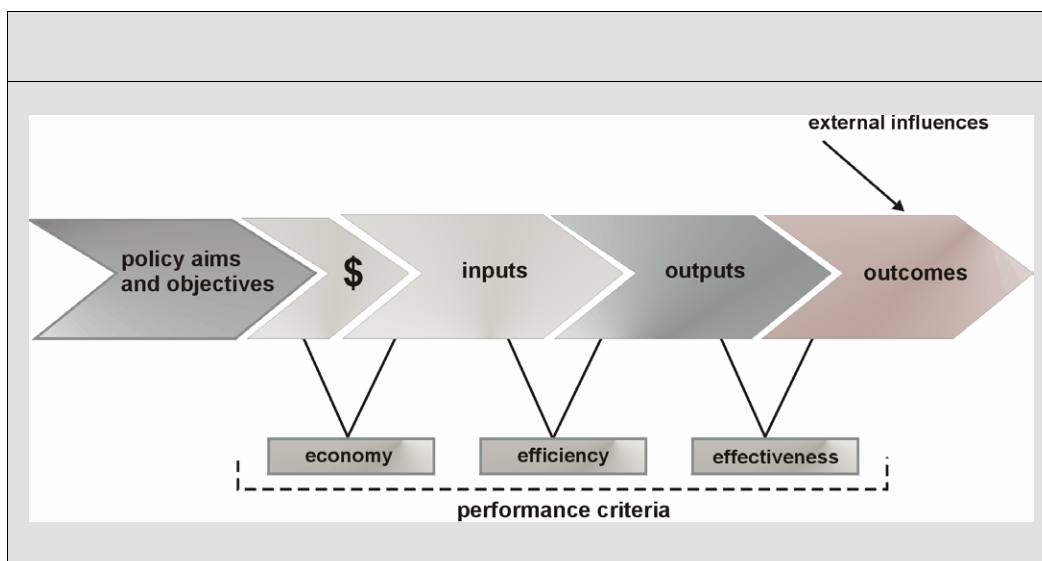 external influences
policy aims
and objectives
$
inputs
outputs
outcomes
economy
efficiency
effectiveness
performance criteria